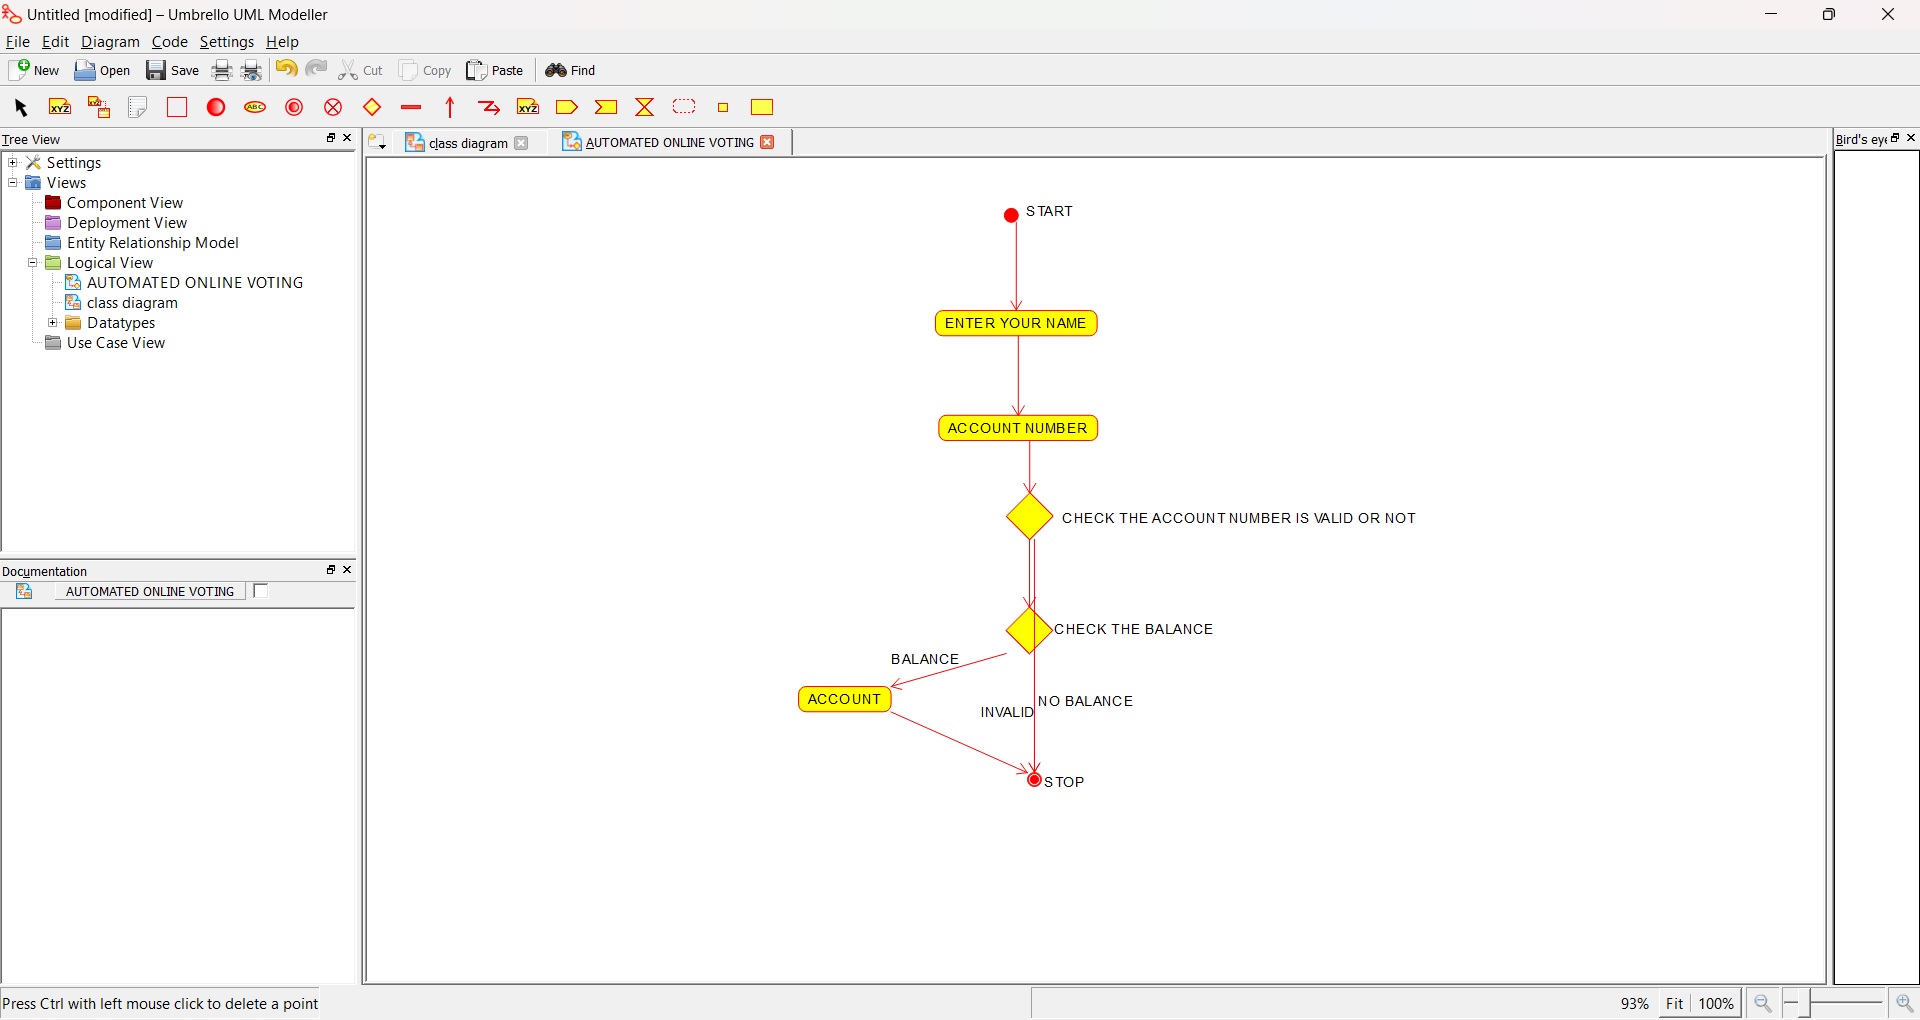 Untitled [modified] – Umbrello UML Modeller
File Edit Diagram Code Settings Help
New Open Save Cut Copy Paste Find
XYZ XYZ ABC XYZ
Tree View
class diagram
AUTOMATED ONLINE VOTING
Bird's eye
Settings
Views
Component View
Deployment View
Entity Relationship Model
Logical View
AUTOMATED ONLINE VOTING
class diagram
Datatypes
Use Case View
Documentation
AUTOMATED ONLINE VOTING
START
ENTER YOUR NAME
ACCOUNT NUMBER
CHECK THE ACCOUNT NUMBER IS VALID OR NOT
CHECK THE BALANCE
BALANCE
ACCOUNT
NO BALANCE
INVALID
STOP
Press Ctrl with left mouse click to delete a point
93% Fit 100%